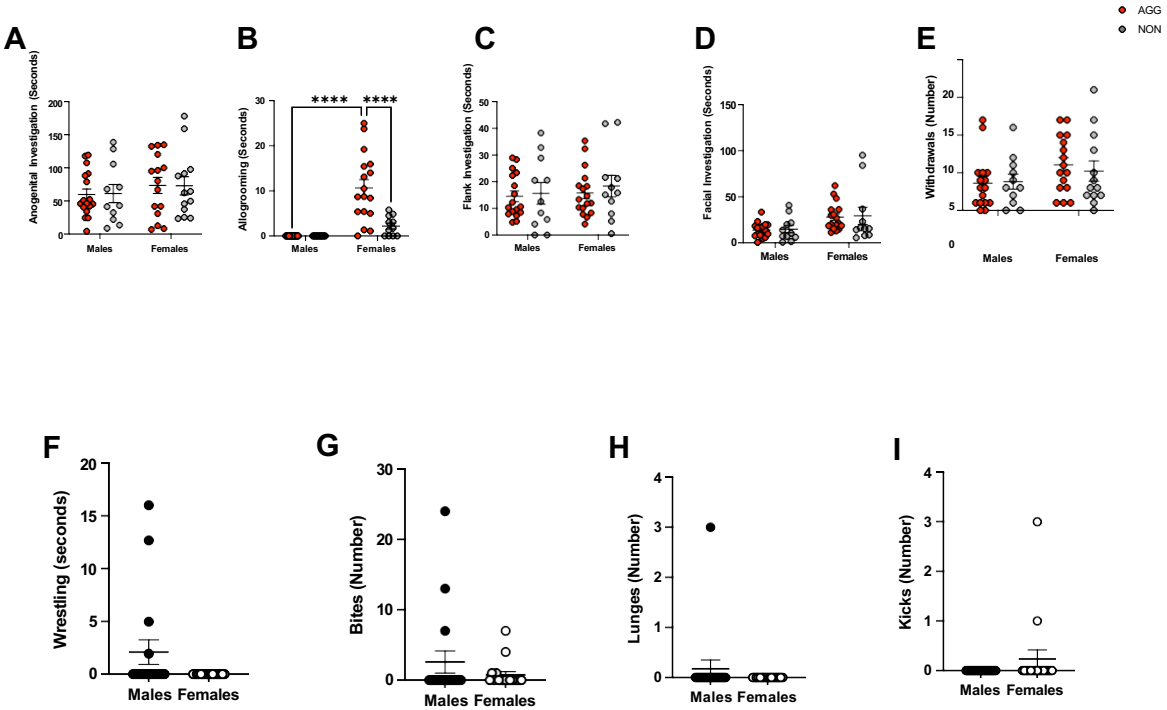 AGG
NON
A
Anogenital Investigation (Seconds)
200
150
100
50
0
Males
Females
B
Allogrooming (Seconds)
30
20
10
0
**** ****
Males
Females
C
Flank Investigation (Seconds)
50
40
30
20
10
0
Males
Females
D
Facial Investigation (Seconds)
150
100
50
0
Males
Females
E
Withdrawals (Number)
20
15
10
5
0
Males
Females
F
Wrestling (seconds)
20
15
10
5
0
Males Females
G
Bites (Number)
30
20
10
0
Males Females
H
Lunges (Number)
4
3
2
1
0
Males Females
I
Kicks (Number)
4
3
2
1
0
Males Females